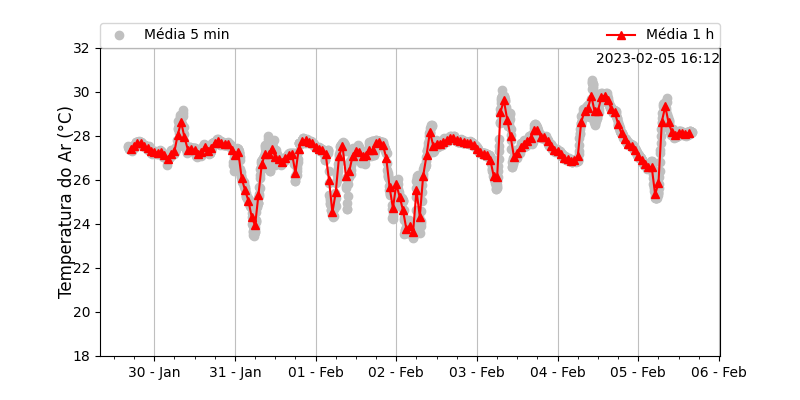 Média 5 min
Média 1 h
2023-02-05 16:12
Temperatura do Ar (°C)
32
30
28
26
24
22
20
18
30 - Jan
31 - Jan
01 - Feb
02 - Feb
03 - Feb
04 - Feb
05 - Feb
06 - Feb